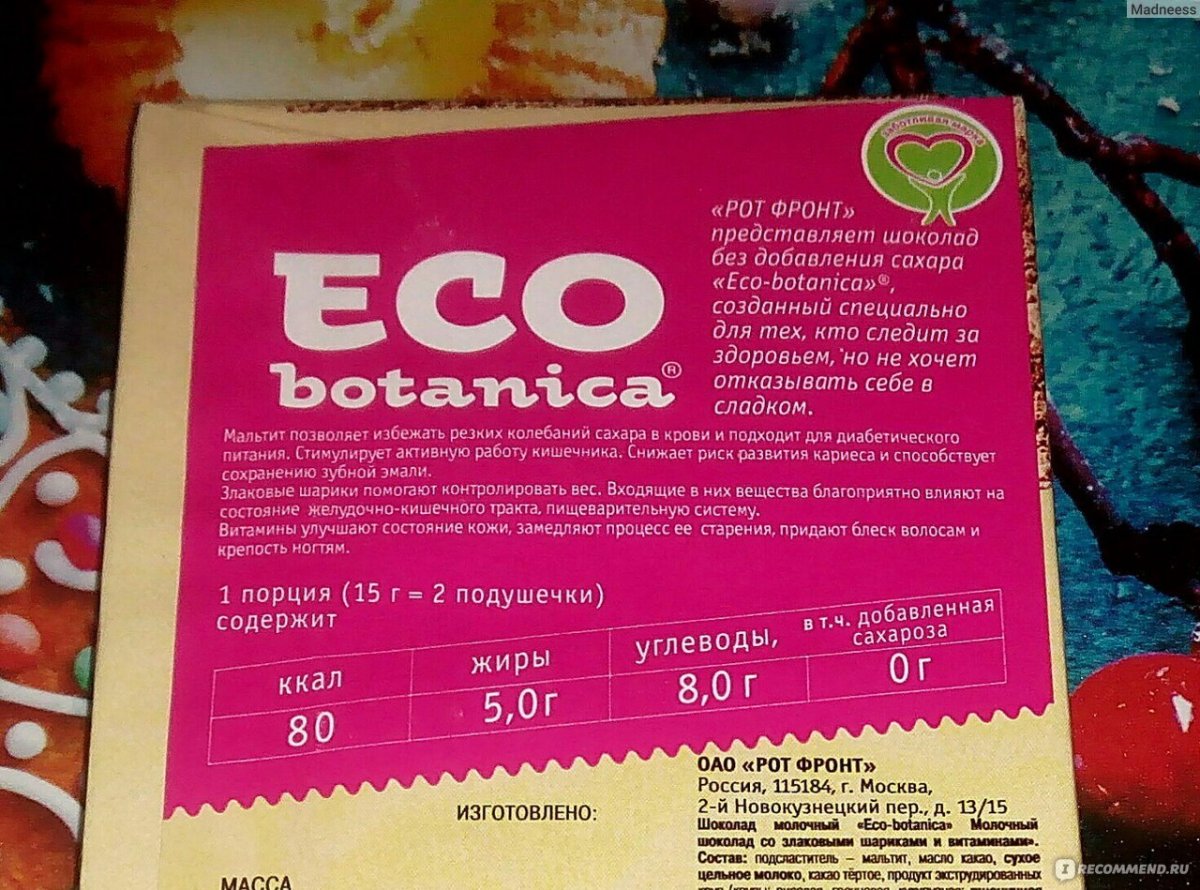 Madneess
заботливая марка
«РОТ ФРОНТ»
представляет шоколад
без добавления сахара
«Eco-botanica»®,
созданный специально
для тех, кто следит за
здоровьем, но не хочет
отказывать себе в
сладком.
ECO
botanica®
Мальтит позволяет избежать резких колебаний сахара в крови и подходит для диабетического
питания. Стимулирует активную работу кишечника. Снижает риск развития кариеса и способствует
сохранению зубной эмали.
Злаковые шарики помогают контролировать вес. Входящие в них вещества благоприятно влияют на
состояние желудочно-кишечного тракта, пищеварительную систему.
Витамины улучшают состояние кожи, замедляют процесс ее старения, придают блеск волосам и
крепость ногтям.
1 порция (15 г = 2 подушечки)
содержит
ккал жиры углеводы, в т.ч. добавленная
сахароза
80 5,0г 8,0 г 0 г
ОАО «РОТ ФРОНТ»
Россия, 115184, г. Москва,
2-й Новокузнецкий пер., д. 13/15
ИЗГОТОВЛЕНО:
Шоколад молочный «Eco-botanica» Молочный
шоколад со злаковыми шариками и витаминами».
Состав: подсластитель – мальтит, масло какао, сухое
цельное молоко, какао тёртое, продукт экструдированных
МАССА
IRECOMMEND.RU